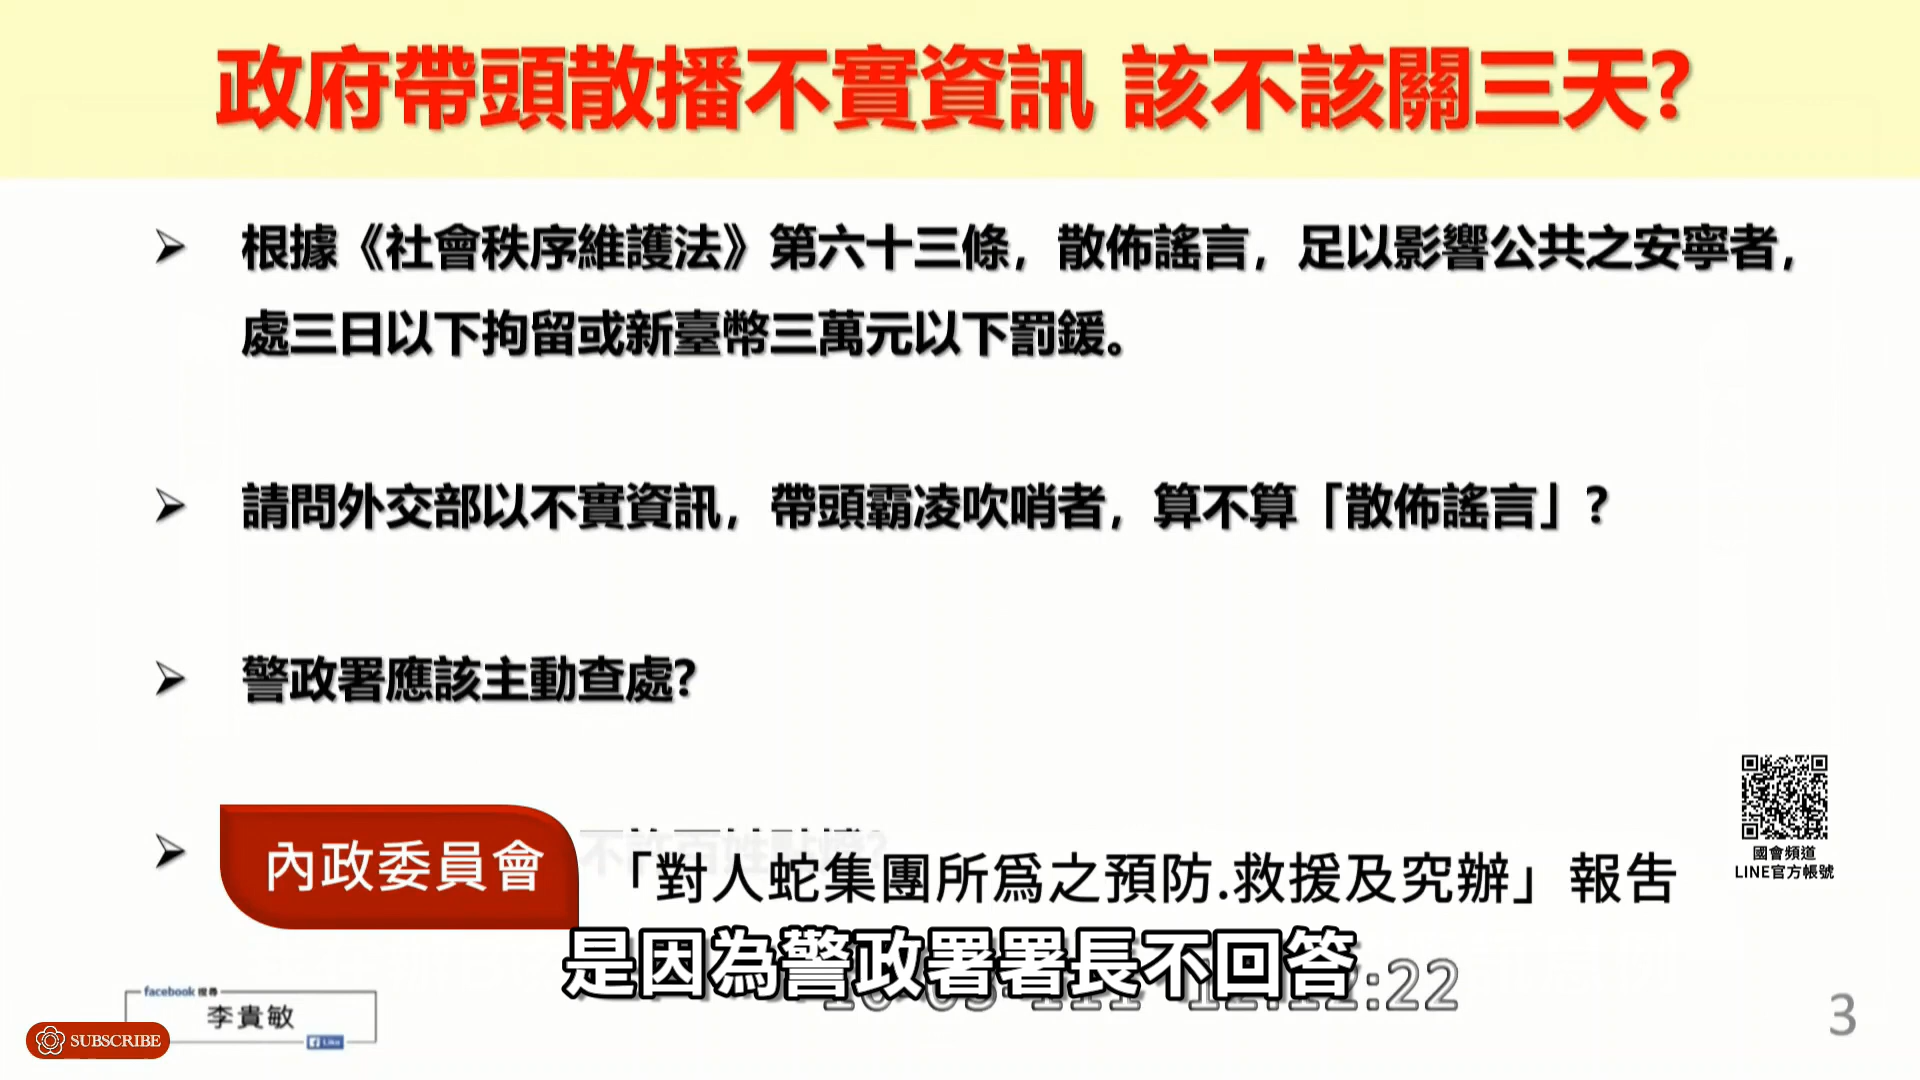 政府帶頭散播不實資訊 該不該關三天?
➢ 根據《社會秩序維護法》第六十三條，散佈謠言，足以影響公共之安寧者，
處三日以下拘留或新臺幣三萬元以下罰鍰。
➢ 請問外交部以不實資訊，帶頭霸凌吹哨者，算不算「散佈謠言」?
➢ 警政署應該主動查處?
➢
內政委員會
「對人蛇集團所為之預防.救援及究辦」報告
是因為警政署署長不回答
:22
國會頻道
LINE官方帳號
facebook 搜尋
李貴敏
Like
SUBSCRIBE
3